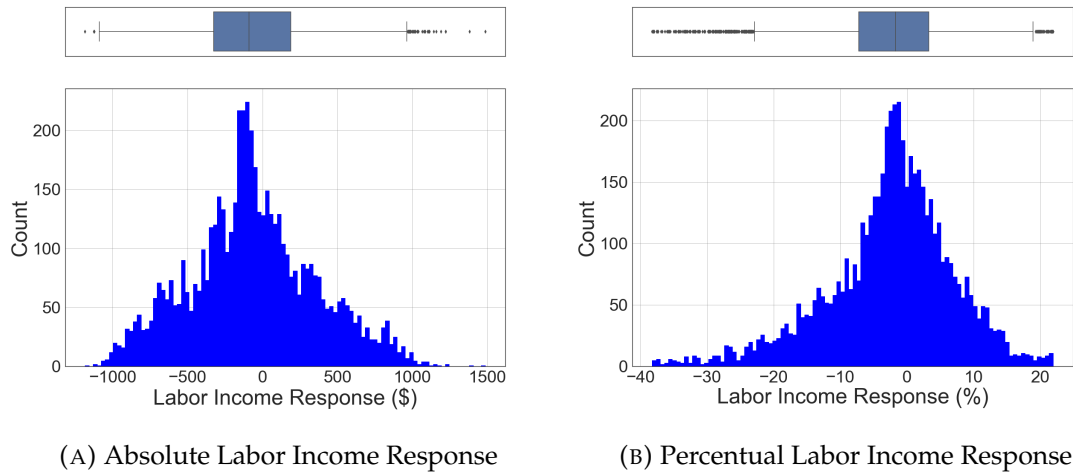 200
150
100
50
0
Count
−1000 −500 0 500 1000 1500
Labor Income Response ($)
(A) Absolute Labor Income Response
200
150
100
50
0
Count
−40 −30 −20 −10 0 10 20
Labor Income Response (%)
(B) Percentual Labor Income Response